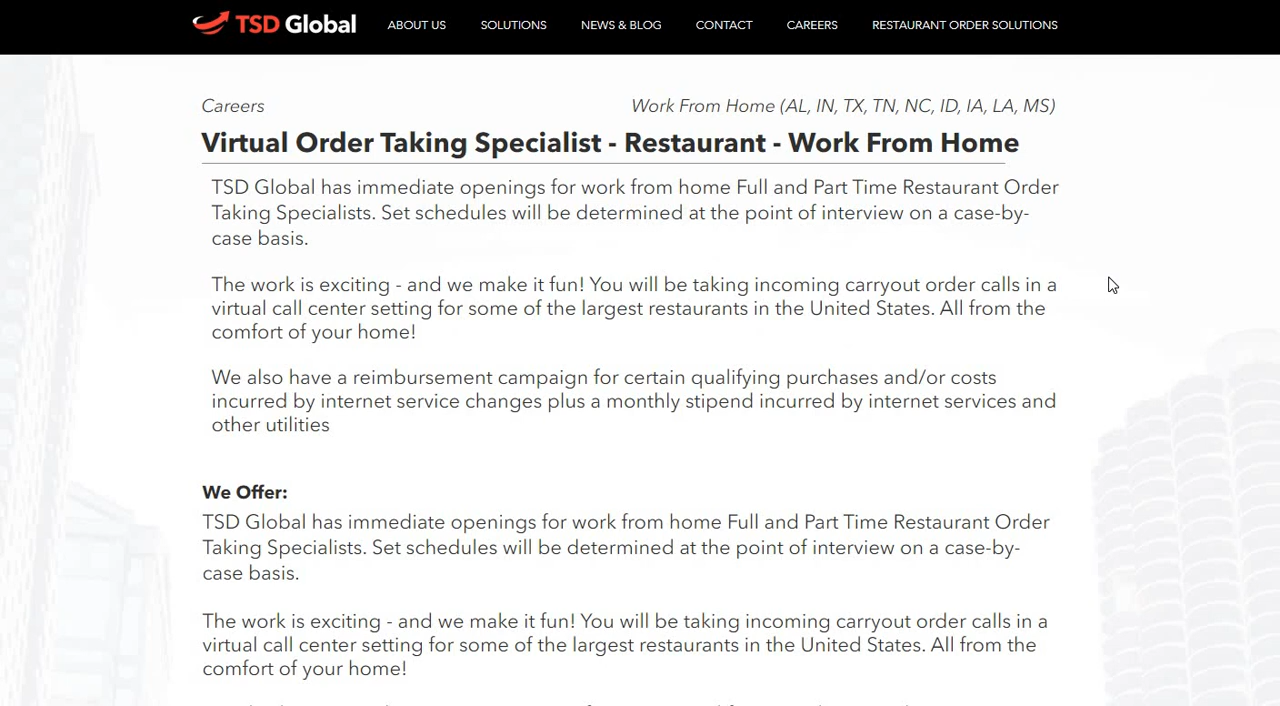 TSD Global ABOUT US SOLUTIONS NEWS & BLOG CONTACT CAREERS RESTAURANT ORDER SOLUTIONS
Careers Work From Home (AL, IN, TX, TN, NC, ID, IA, LA, MS)
Virtual Order Taking Specialist - Restaurant - Work From Home
TSD Global has immediate openings for work from home Full and Part Time Restaurant Order
Taking Specialists. Set schedules will be determined at the point of interview on a case-by-
case basis.
The work is exciting - and we make it fun! You will be taking incoming carryout order calls in a
virtual call center setting for some of the largest restaurants in the United States. All from the
comfort of your home!
We also have a reimbursement campaign for certain qualifying purchases and/or costs
incurred by internet service changes plus a monthly stipend incurred by internet services and
other utilities
We Offer:
TSD Global has immediate openings for work from home Full and Part Time Restaurant Order
Taking Specialists. Set schedules will be determined at the point of interview on a case-by-
case basis.
The work is exciting - and we make it fun! You will be taking incoming carryout order calls in a
virtual call center setting for some of the largest restaurants in the United States. All from the
comfort of your home!